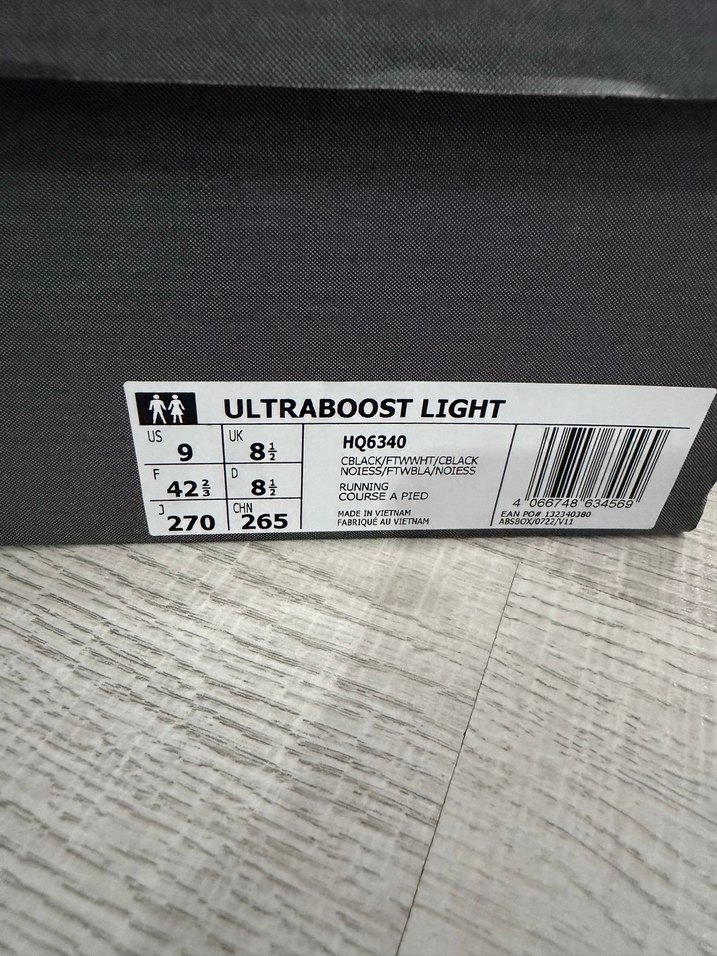 ULTRABOOST LIGHT
US 9
UK 8½
F 42⅔
D 8½
J 270
CHN 265
HQ6340
CBLACK/FTWWHT/CBLACK
NOIESS/FTWBLA/NOIESS
RUNNING
COURSE A PIED
MADE IN VIETNAM
FABRIQUÉ AU VIETNAM
4 066748 634569
EAN PO# 132340380
ABSBOX/0722/V11